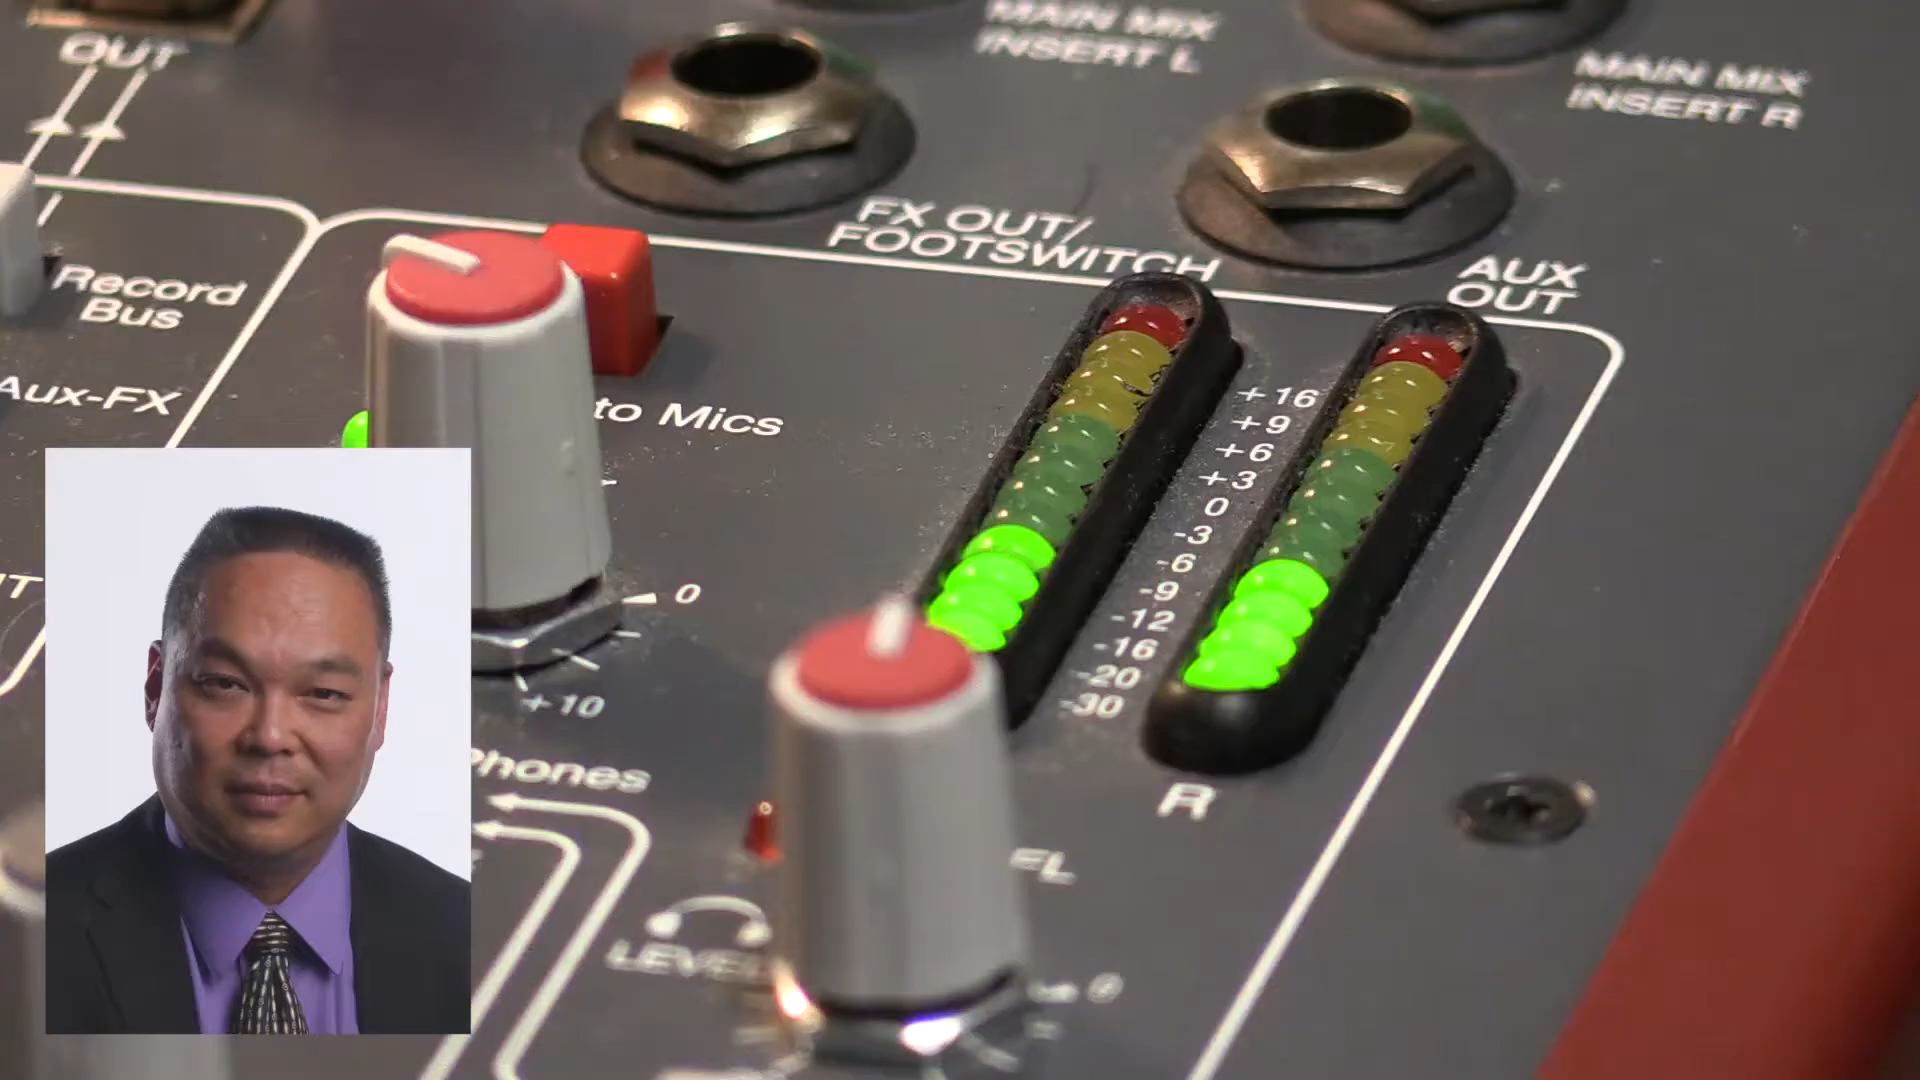 OUT
MAIN MIX
INSERT L
MAIN MIX
INSERT R
FX OUT/
FOOTSWITCH
AUX
OUT
Record
Bus
Aux-FX
to Mics
+16
+9
+6
+3
0
-3
-6
-9
-12
-16
-20
-30
0
+10
R